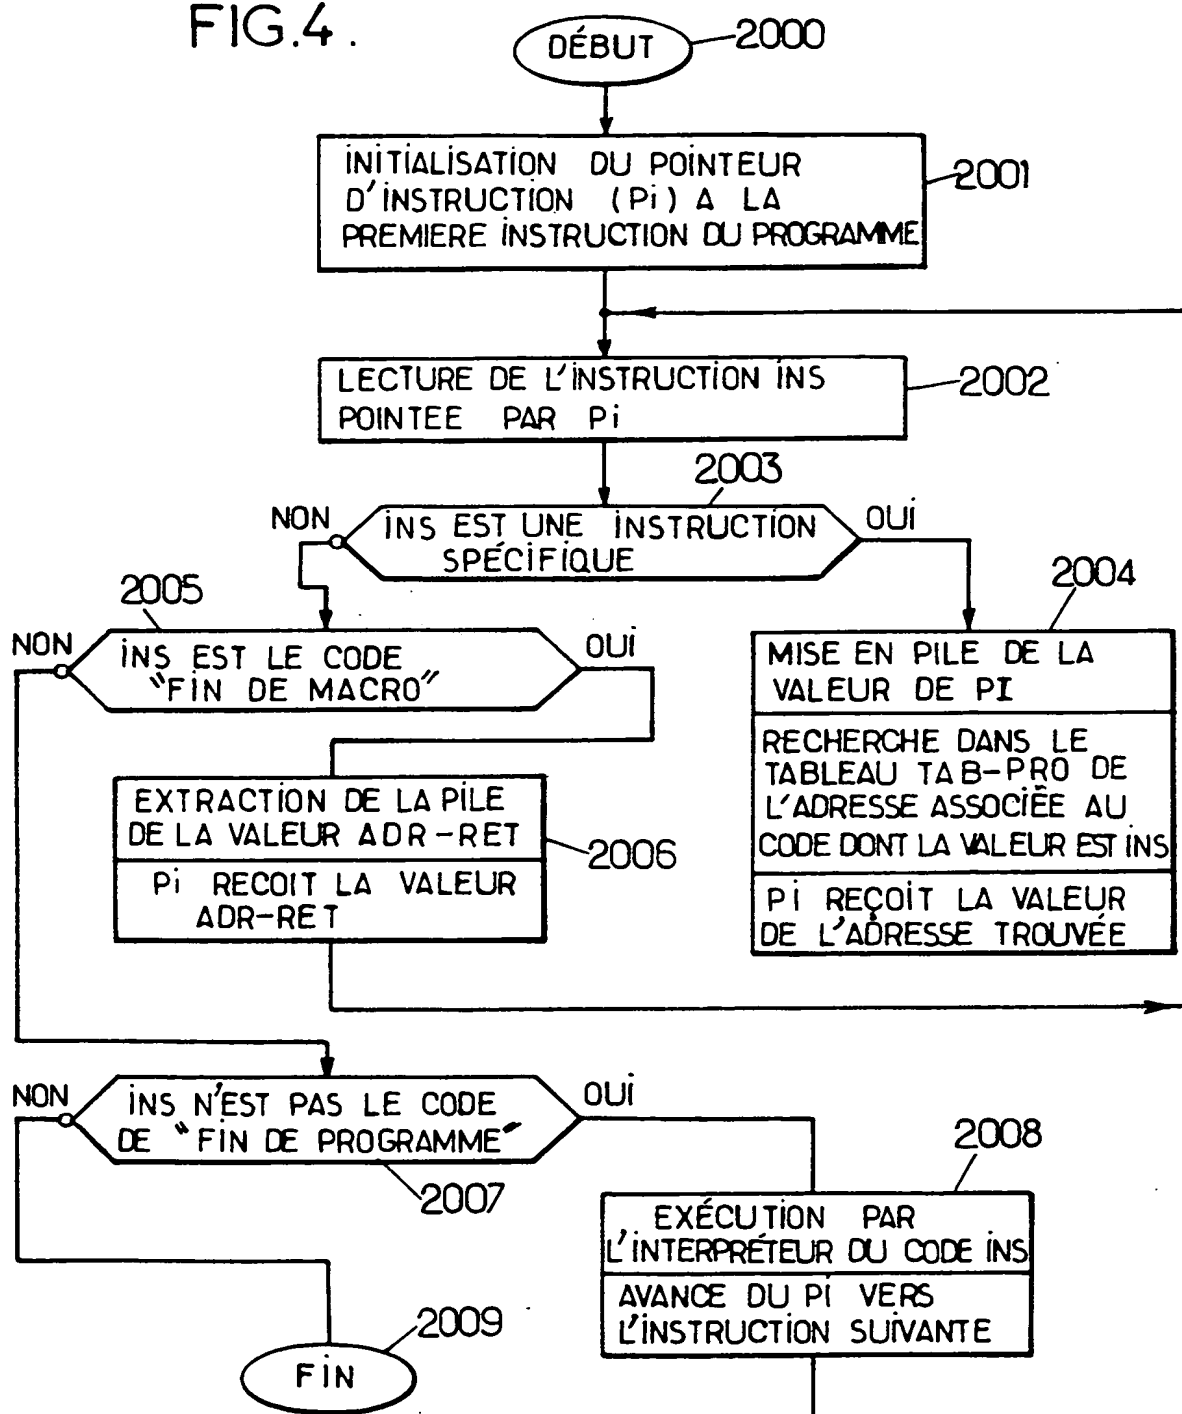 FIG.4.
DÉBUT
2000
INITIALISATION DU POINTEUR
D'INSTRUCTION (Pi) A LA
PREMIERE INSTRUCTION DU PROGRAMME
2001
LECTURE DE L'INSTRUCTION INS
POINTEE PAR Pi
2002
2003
NON
INS EST UNE INSTRUCTION
SPÉCIFIQUE
OUI
2005
2004
NON
INS EST LE CODE
"FIN DE MACRO"
OUI
MISE EN PILE DE LA
VALEUR DE PI
RECHERCHE DANS LE
TABLEAU TAB-PRO DE
L'ADRESSE ASSOCIÉE AU
CODE DONT LA VALEUR EST INS
PI REÇOIT LA VALEUR
DE L'ADRESSE TROUVÉE
EXTRACTION DE LA PILE
DE LA VALEUR ADR-RET
Pi RECOIT LA VALEUR
ADR-RET
2006
NON
INS N'EST PAS LE CODE
DE "FIN DE PROGRAMME"
OUI
2007
2008
EXÉCUTION PAR
L'INTERPRÉTEUR DU CODE INS
AVANCE DU Pi VERS
L'INSTRUCTION SUIVANTE
2009
FIN